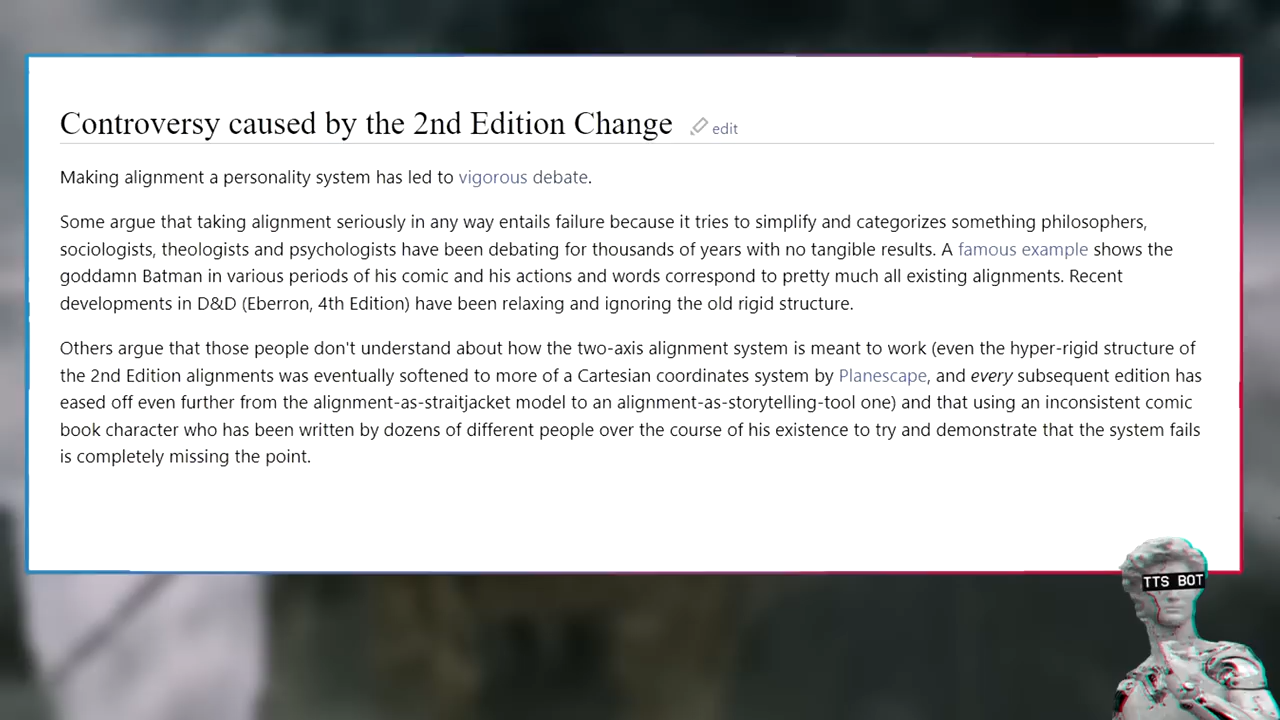 Controversy caused by the 2nd Edition Change edit
Making alignment a personality system has led to vigorous debate.
Some argue that taking alignment seriously in any way entails failure because it tries to simplify and categorizes something philosophers,
sociologists, theologists and psychologists have been debating for thousands of years with no tangible results. A famous example shows the
goddamn Batman in various periods of his comic and his actions and words correspond to pretty much all existing alignments. Recent
developments in D&D (Eberron, 4th Edition) have been relaxing and ignoring the old rigid structure.
Others argue that those people don't understand about how the two-axis alignment system is meant to work (even the hyper-rigid structure of
the 2nd Edition alignments was eventually softened to more of a Cartesian coordinates system by Planescape, and every subsequent edition has
eased off even further from the alignment-as-straitjacket model to an alignment-as-storytelling-tool one) and that using an inconsistent comic
book character who has been written by dozens of different people over the course of his existence to try and demonstrate that the system fails
is completely missing the point.
TTS BOT